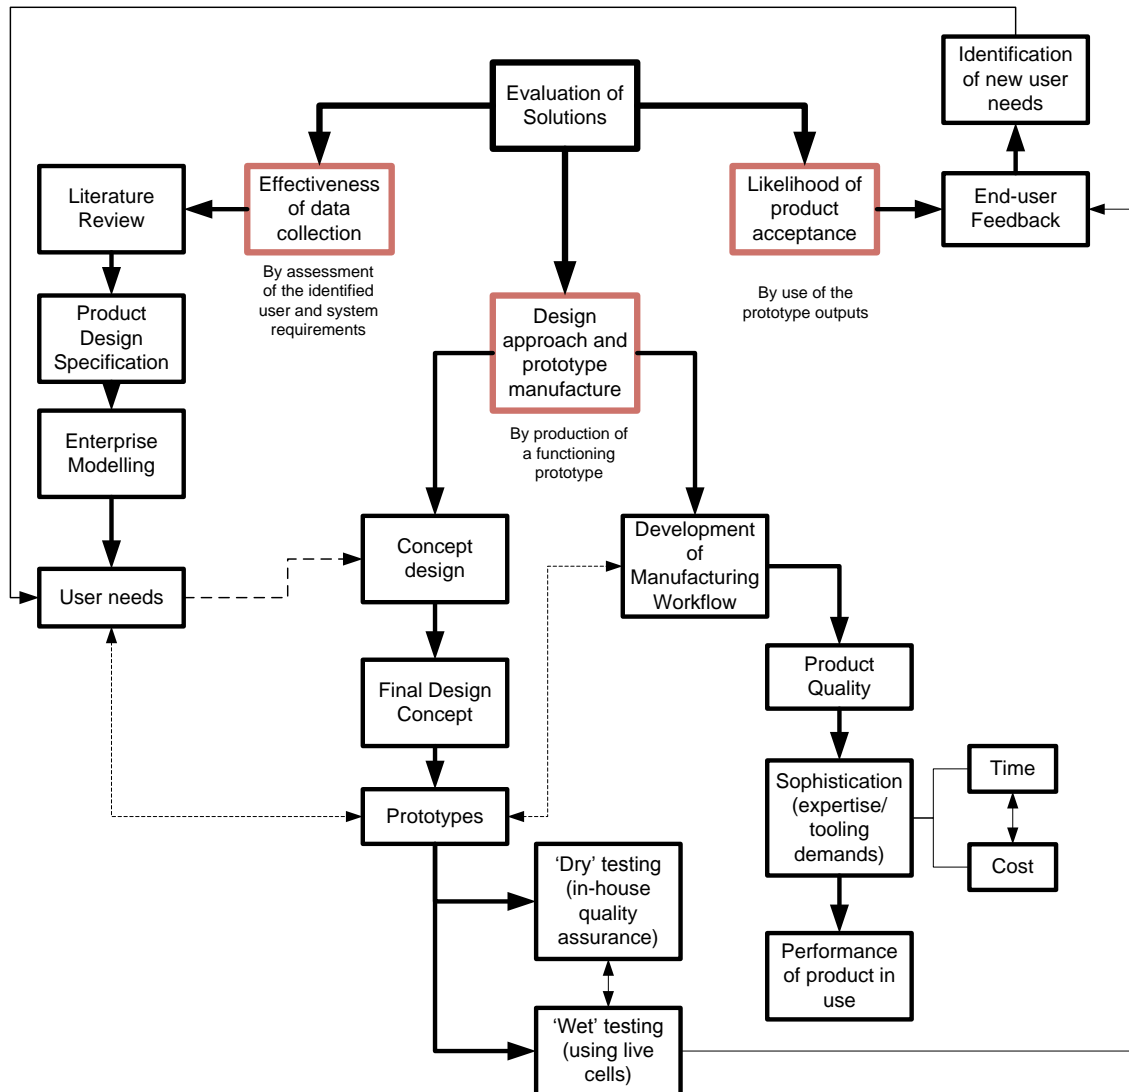 Identification
of new user
needs
Evaluation of
Solutions
Literature
Review
Effectiveness
of data
collection
Likelihood of
product
acceptance
End-user
Feedback
By assessment
of the identified
user and system
requirements
By use of the
prototype outputs
Product
Design
Specification
Design
approach and
prototype
manufacture
By production of
a functioning
prototype
Enterprise
Modelling
User needs
Concept
design
Development
of
Manufacturing
Workflow
Final Design
Concept
Product
Quality
Prototypes
Sophistication
(expertise/
tooling
demands)
Time
Cost
‘Dry’ testing
(in-house
quality
assurance)
Performance
of product in
use
‘Wet’ testing
(using live
cells)